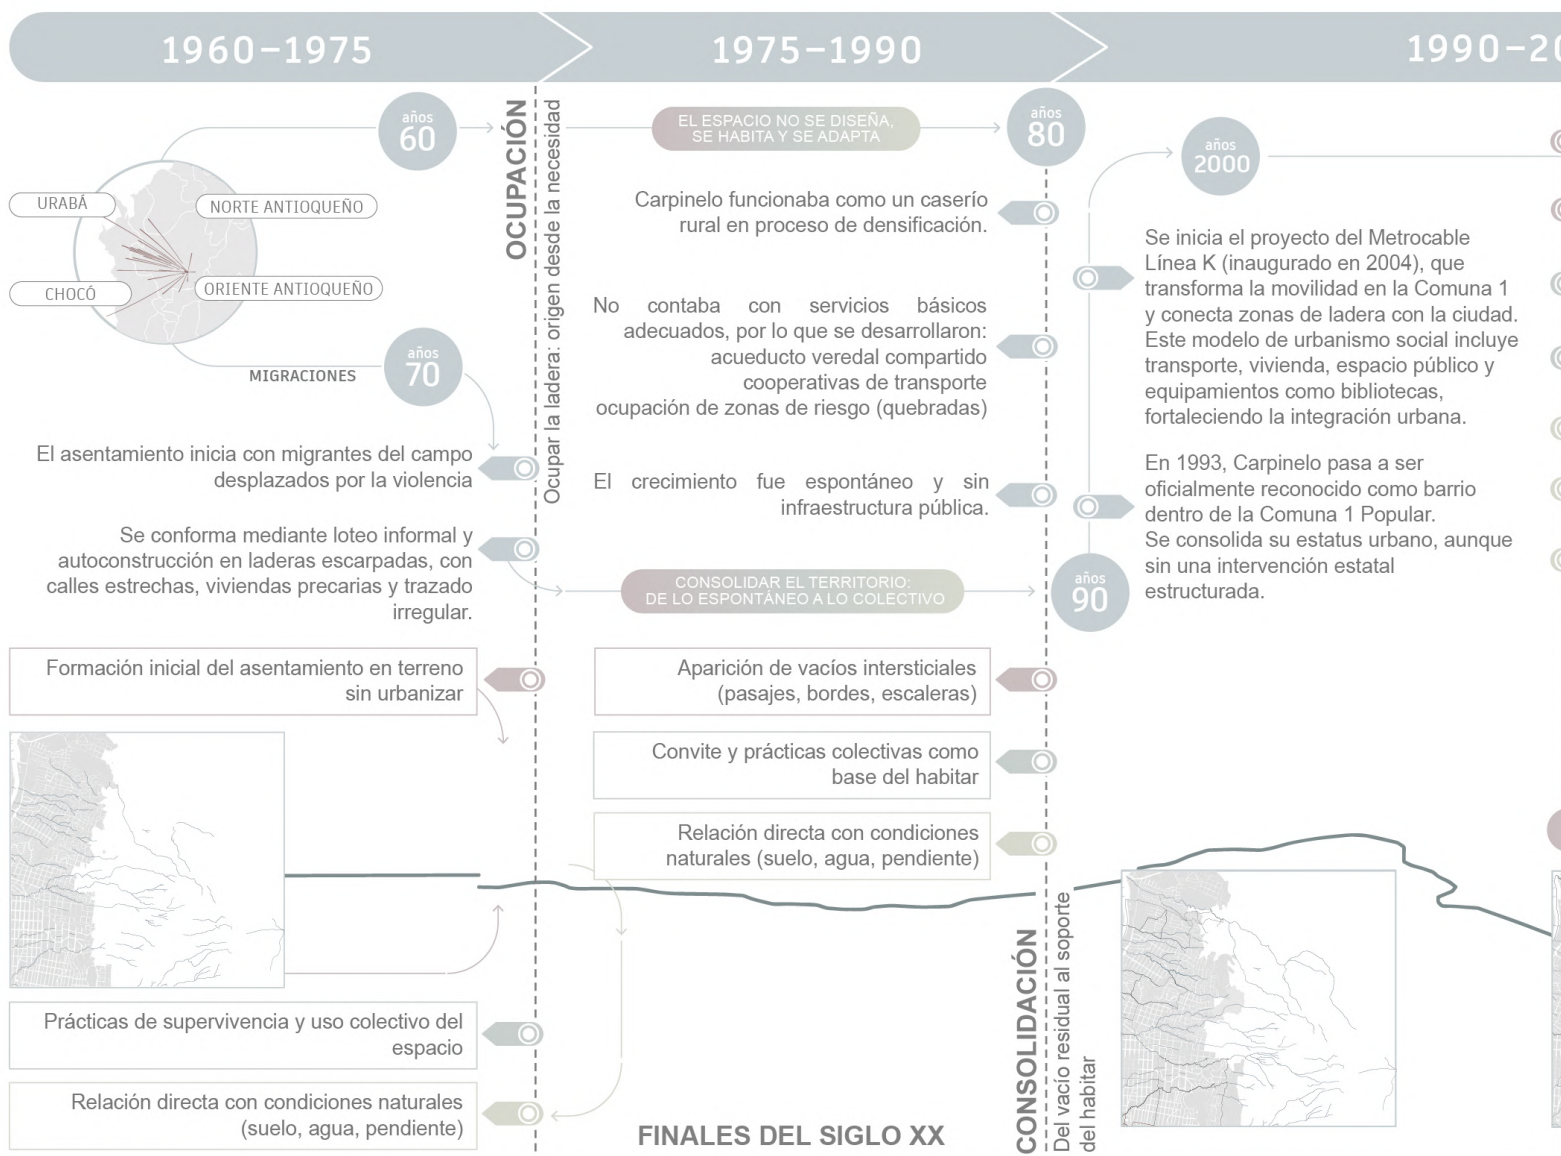 1960–1975
1975–1990
1990–20
años
60
URABÁ
NORTE ANTIOQUEÑO
CHOCÓ
ORIENTE ANTIOQUEÑO
años
70
MIGRACIONES
El asentamiento inicia con migrantes del campo
desplazados por la violencia
Se conforma mediante loteo informal y
autoconstrucción en laderas escarpadas, con
calles estrechas, viviendas precarias y trazado
irregular.
Formación inicial del asentamiento en terreno
sin urbanizar
Prácticas de supervivencia y uso colectivo del
espacio
Relación directa con condiciones naturales
(suelo, agua, pendiente)
OCUPACIÓN
Ocupar la ladera: origen desde la necesidad
EL ESPACIO NO SE DISEÑA,
SE HABITA Y SE ADAPTA
años
80
Carpinelo funcionaba como un caserío
rural en proceso de densificación.
No contaba con servicios básicos
adecuados, por lo que se desarrollaron:
acueducto veredal compartido
cooperativas de transporte
ocupación de zonas de riesgo (quebradas)
El crecimiento fue espontáneo y sin
infraestructura pública.
CONSOLIDAR EL TERRITORIO:
DE LO ESPONTÁNEO A LO COLECTIVO
años
90
Aparición de vacíos intersticiales
(pasajes, bordes, escaleras)
Convite y prácticas colectivas como
base del habitar
Relación directa con condiciones
naturales (suelo, agua, pendiente)
FINALES DEL SIGLO XX
CONSOLIDACIÓN
Del vacío residual al soporte
del habitar
años
2000
Se inicia el proyecto del Metrocable
Línea K (inaugurado en 2004), que
transforma la movilidad en la Comuna 1
y conecta zonas de ladera con la ciudad.
Este modelo de urbanismo social incluye
transporte, vivienda, espacio público y
equipamientos como bibliotecas,
fortaleciendo la integración urbana.
En 1993, Carpinelo pasa a ser
oficialmente reconocido como barrio
dentro de la Comuna 1 Popular.
Se consolida su estatus urbano, aunque
sin una intervención estatal
estructurada.